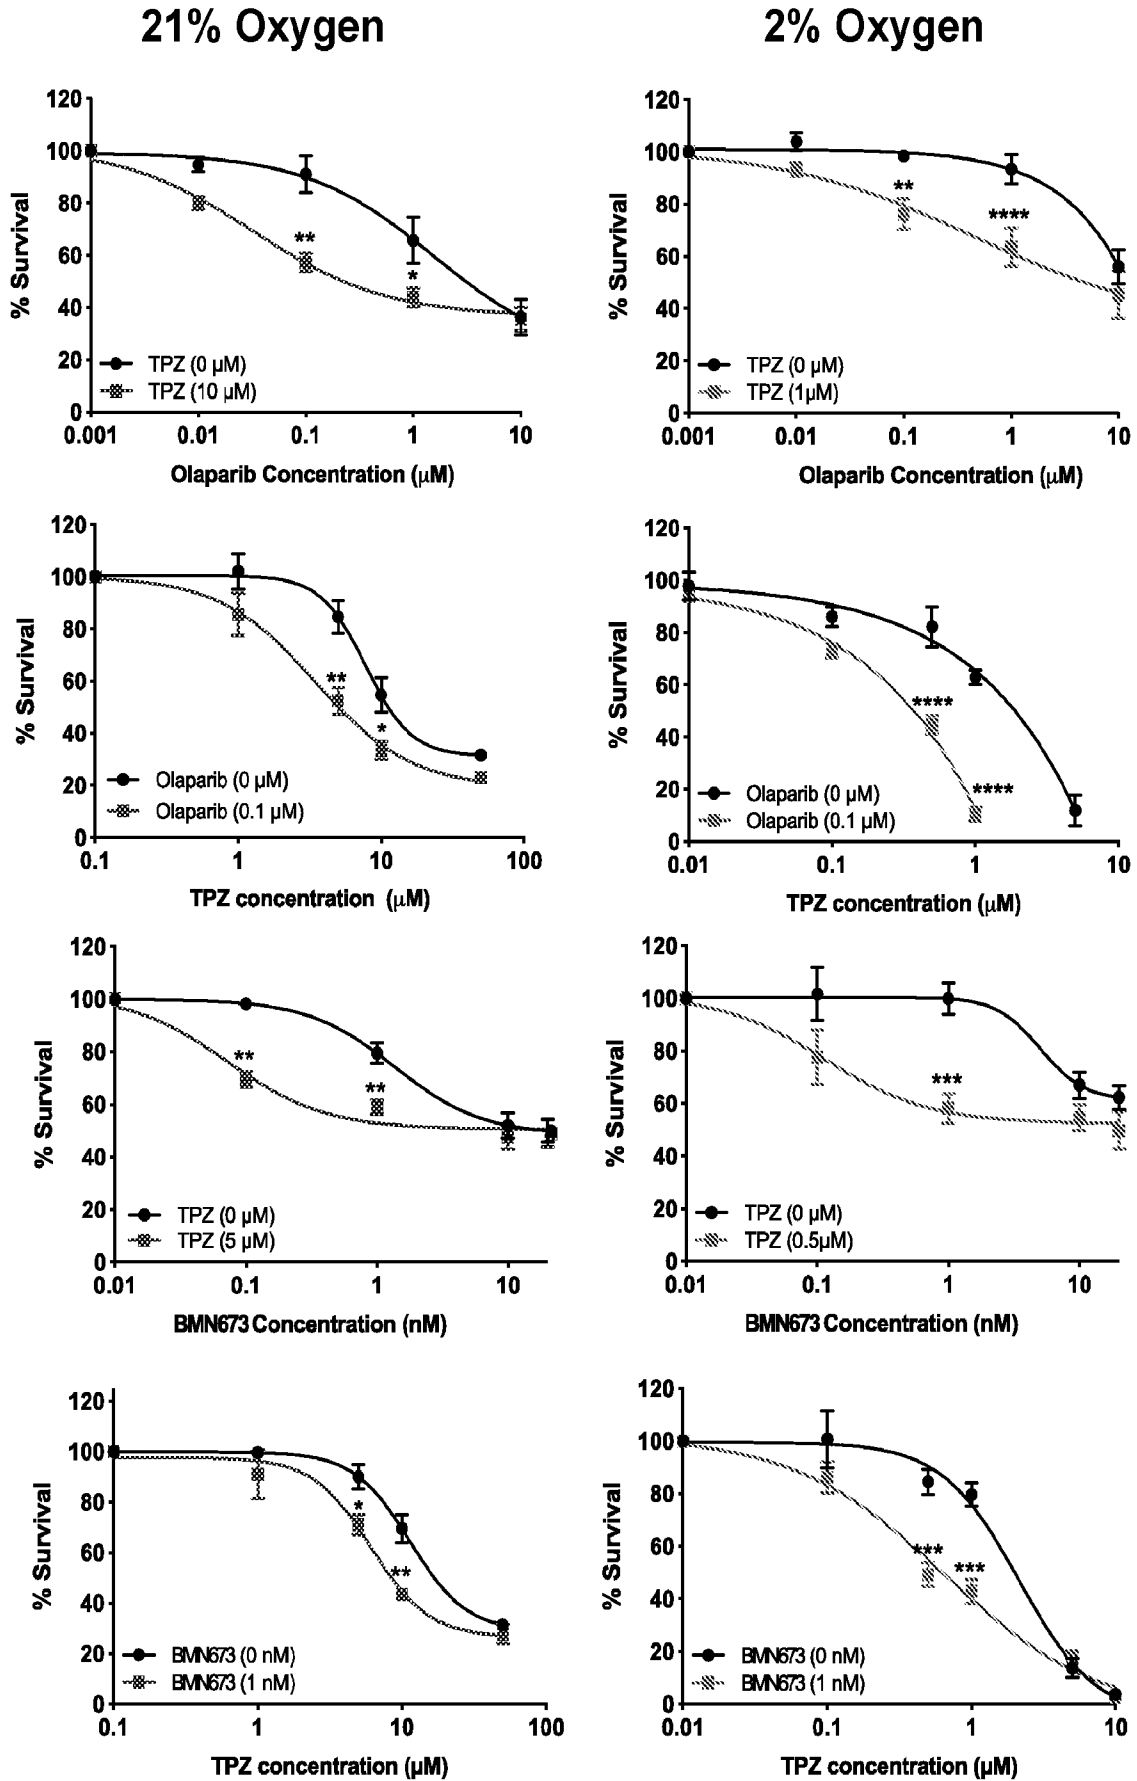 21% Oxygen
2% Oxygen
120
100
80
60
40
20
0
% Survival
**
*
TPZ (0 µM)
TPZ (10 µM)
0.001 0.01 0.1 1 10
Olaparib Concentration (µM)
120
100
80
60
40
20
0
% Survival
**
****
TPZ (0 µM)
TPZ (1µM)
0.001 0.01 0.1 1 10
Olaparib Concentration (µM)
120
100
80
60
40
20
0
% Survival
**
*
Olaparib (0 µM)
Olaparib (0.1 µM)
0.1 1 10 100
TPZ concentration (µM)
120
100
80
60
40
20
0
% Survival
****
****
Olaparib (0 µM)
Olaparib (0.1 µM)
0.01 0.1 1 10
TPZ concentration (µM)
120
100
80
60
40
20
0
% Survival
**
**
TPZ (0 µM)
TPZ (5 µM)
0.01 0.1 1 10
BMN673 Concentration (nM)
120
100
80
60
40
20
0
% Survival
***
TPZ (0 µM)
TPZ (0.5µM)
0.01 0.1 1 10
BMN673 Concentration (nM)
120
100
80
60
40
20
0
% Survival
*
**
BMN673 (0 nM)
BMN673 (1 nM)
0.1 1 10 100
TPZ concentration (µM)
120
100
80
60
40
20
0
% Survival
***
***
BMN673 (0 nM)
BMN673 (1 nM)
0.01 0.1 1 10
TPZ concentration (µM)